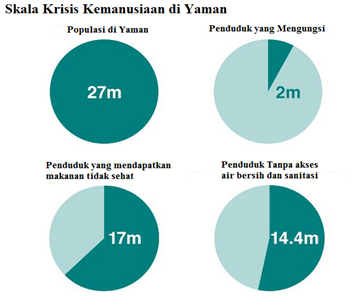 Skala Krisis Kemanusiaan di Yaman
Populasi di Yaman
27m
Penduduk yang Mengungsi
2m
Penduduk yang mendapatkan
makanan tidak sehat
17m
Penduduk Tanpa akses
air bersih dan sanitasi
14.4m